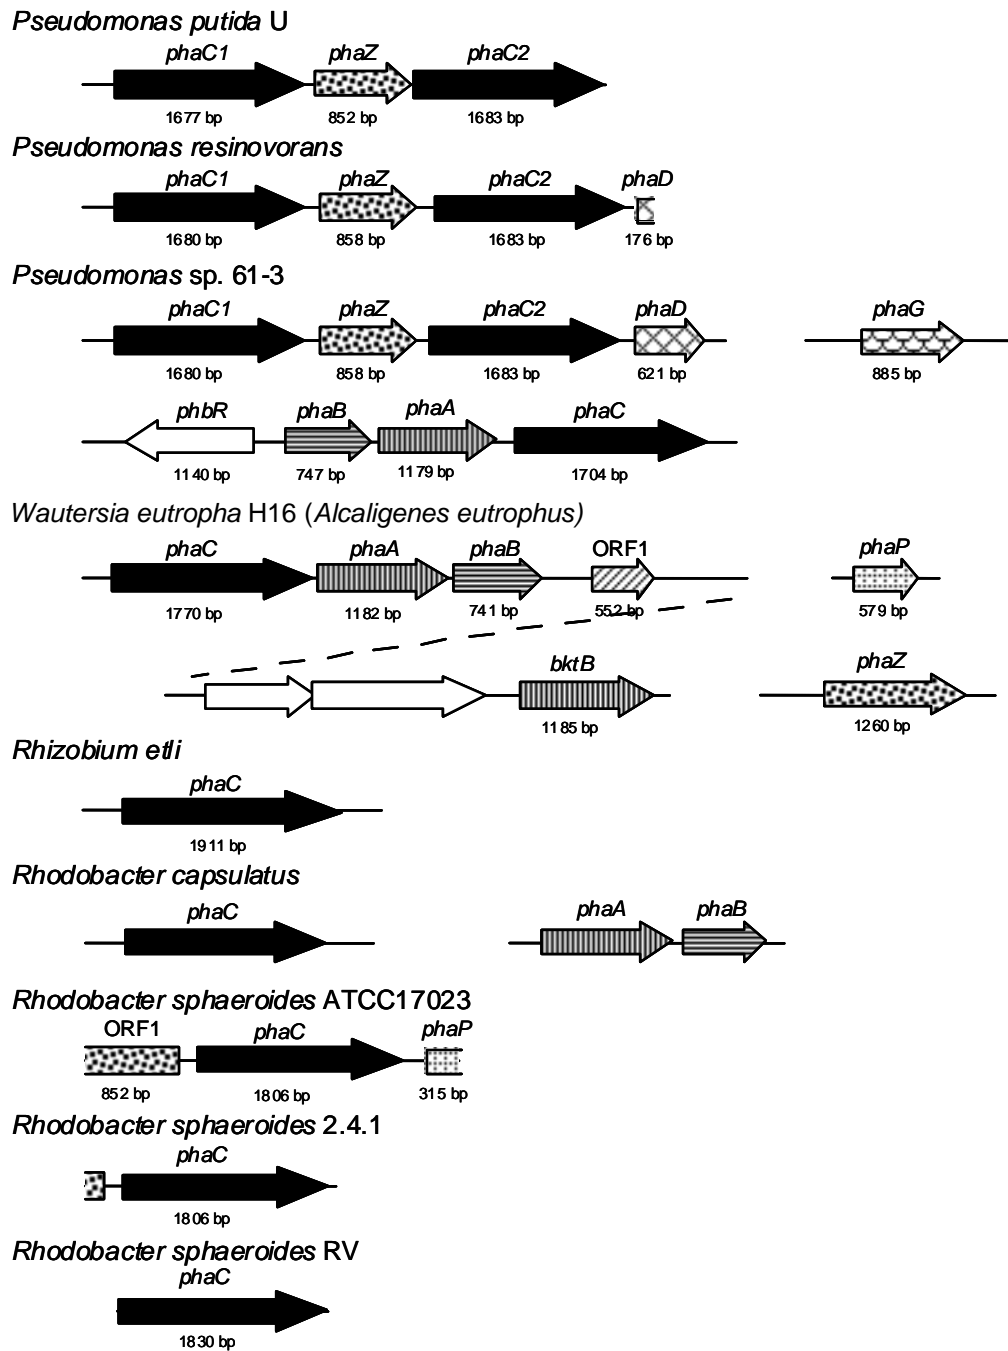 Pseudomonas putida U
phaC1 phaZ phaC2
1677 bp 852 bp 1683 bp
Pseudomonas resinovorans
phaC1 phaZ phaC2 phaD
1680 bp 858 bp 1683 bp 176 bp
Pseudomonas sp. 61-3
phaC1 phaZ phaC2 phaD phaG
1680 bp 858 bp 1683 bp 621 bp 885 bp
phbR phaB phaA phaC
1140 bp 747 bp 1179 bp 1704 bp
Wautersia eutropha H16 (Alcaligenes eutrophus)
phaC phaA phaB ORF1 phaP
1770 bp 1182 bp 741 bp 552 bp 579 bp
bktB phaZ
1185 bp 1260 bp
Rhizobium etli
phaC
1911 bp
Rhodobacter capsulatus
phaC phaA phaB
Rhodobacter sphaeroides ATCC17023
ORF1 phaC phaP
852 bp 1806 bp 315 bp
Rhodobacter sphaeroides 2.4.1
phaC
1806 bp
Rhodobacter sphaeroides RV
phaC
1830 bp